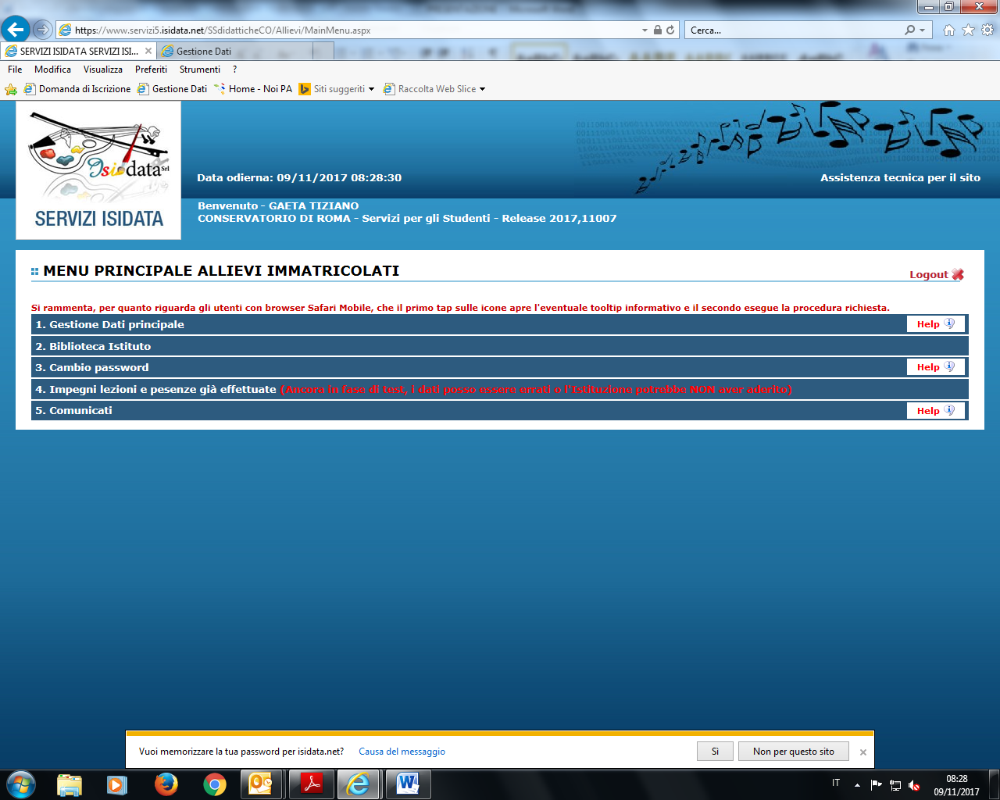 https://www.servizi5.isidata.net/SSdidatticheCO/Allievi/MainMenu.aspx
Cerca...
SERVIZI ISIDATA SERVIZI ISI...
Gestione Dati
File Modifica Visualizza Preferiti Strumenti ?
Domanda di Iscrizione Gestione Dati Home - Noi PA Siti suggeriti Raccolta Web Slice
Isidata Srl
SERVIZI ISIDATA
Data odierna: 09/11/2017 08:28:30
Assistenza tecnica per il sito
Benvenuto - GAETA TIZIANO
CONSERVATORIO DI ROMA - Servizi per gli Studenti - Release 2017,11007
MENU PRINCIPALE ALLIEVI IMMATRICOLATI
Logout
Si rammenta, per quanto riguarda gli utenti con browser Safari Mobile, che il primo tap sulle icone apre l'eventuale tooltip informativo e il secondo esegue la procedura richiesta.
1. Gestione Dati principale Help
2. Biblioteca Istituto
3. Cambio password Help
4. Impegni lezioni e pesenze già effettuate (Ancora in fase di test, i dati posso essere errati o l'Istituzione potrebbe NON aver aderito)
5. Comunicati Help
Vuoi memorizzare la tua password per isidata.net? Causa del messaggio Sì Non per questo sito
IT
08:28
09/11/2017